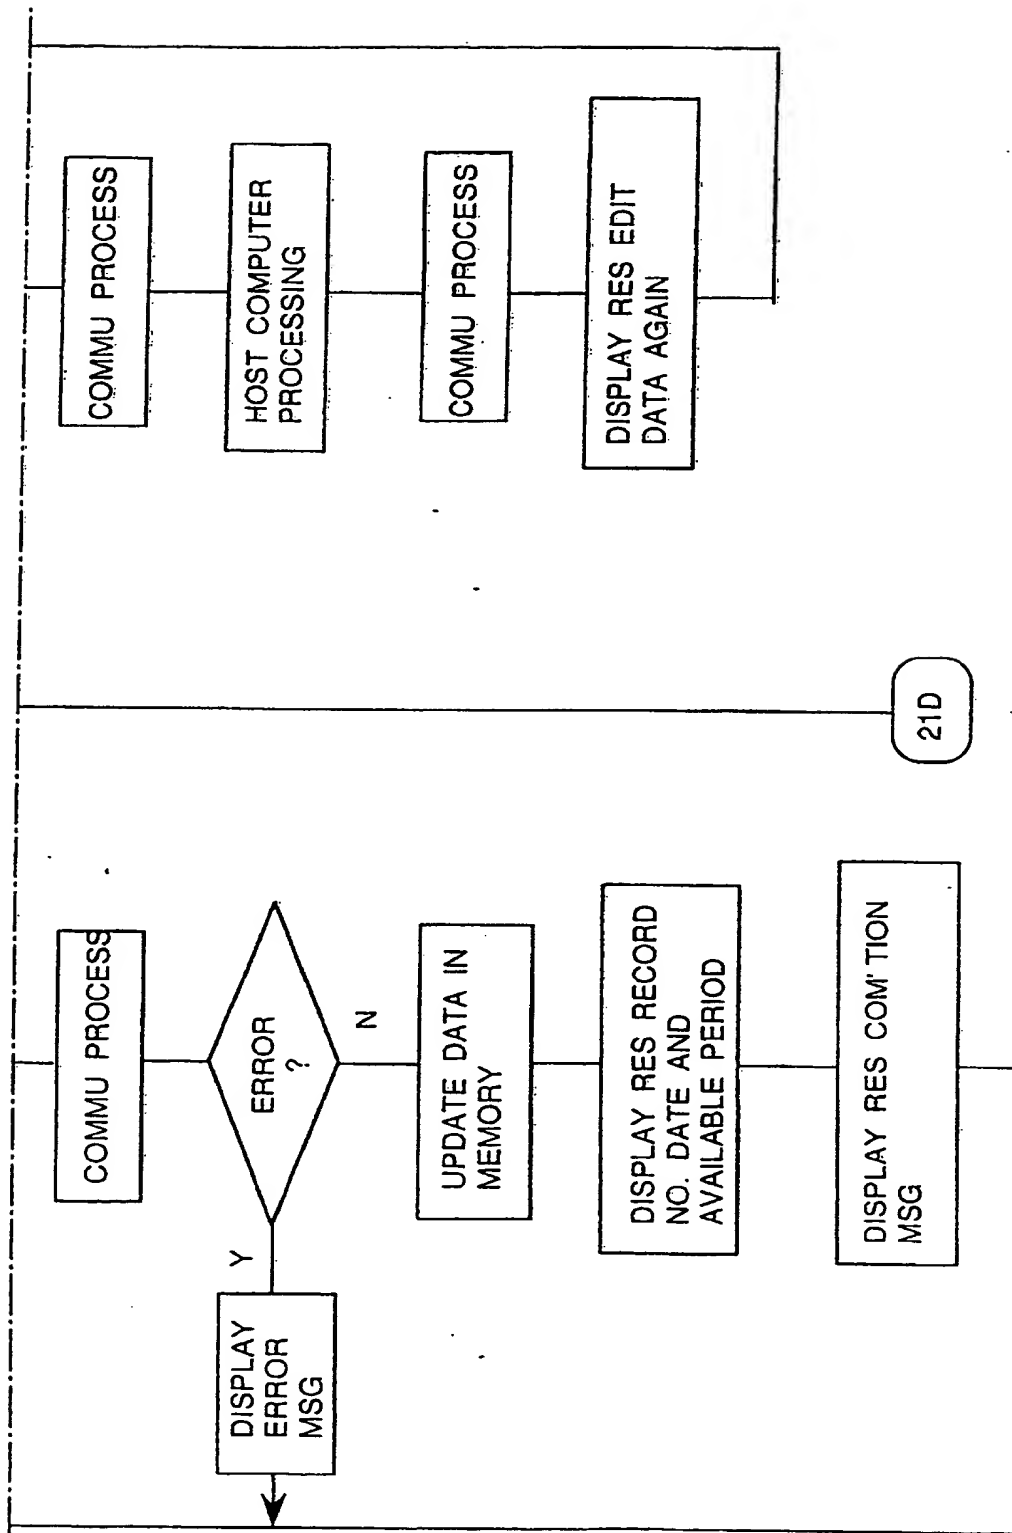 COMMU PROCESS
ERROR
?
Y
N
DISPLAY
ERROR
MSG
UPDATE DATA IN
MEMORY
DISPLAY RES RECORD
NO. DATE AND
AVAILABLE PERIOD
DISPLAY RES COM'TION
MSG
21D
COMMU PROCESS
HOST COMPUTER
PROCESSING
COMMU PROCESS
DISPLAY RES EDIT
DATA AGAIN